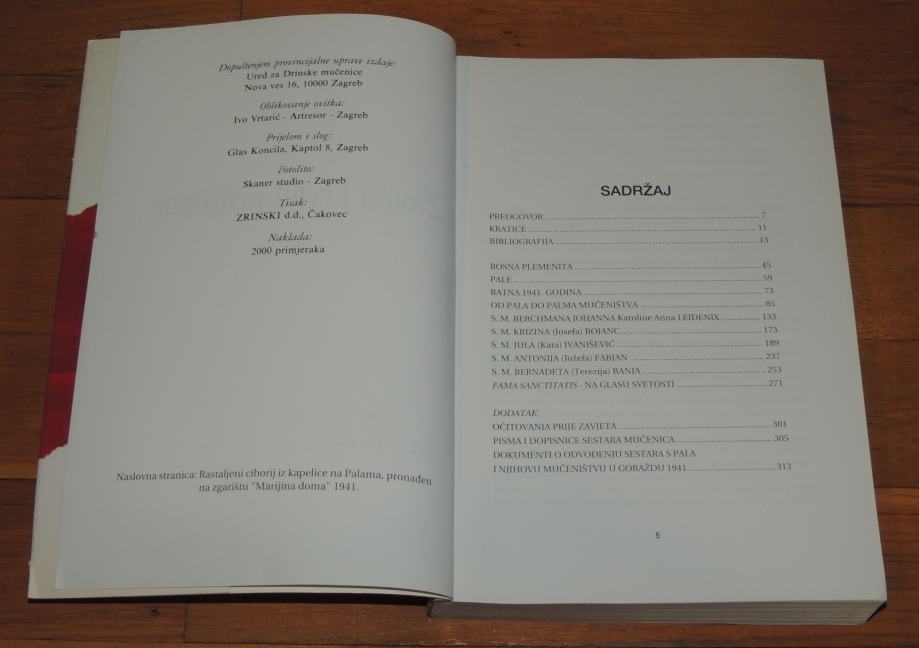 Dopuštenjem provincijalne uprave izdaje:
Ured za Drinske mučenice
Nova ves 16, 10000 Zagreb
Oblikovanje ovitka:
Ivo Vrtarić - Artresor - Zagreb
Prijelom i slog:
Glas Koncila, Kaptol 8, Zagreb
Fotolito:
Skaner studio - Zagreb
Tisak:
ZRINSKI d.d., Čakovec
Naklada:
2000 primjeraka
Naslovna stranica: Rastaljeni ciborij iz kapelice na Palama, pronađen
na zgarištu "Marijina doma" 1941.
SADRŽAJ
PREDGOVOR 7
KRATICE 11
BIBLIOGRAFIJA 13
BOSNA PLEMENITA 45
PALE 59
RATNA 1941. GODINA 73
OD PALA DO PALMA MUČENIŠTVA 85
S. M. BERCHMANA JOHANNA Karoline Anna LEIDENIX 133
S. M. KRIZINA (Josefa) BOJANC 173
S. M. JULA (Kata) IVANIŠEVIĆ 189
S. M. ANTONIJA (Jožefa) FABJAN 237
S. M. BERNADETA (Terezija) BANJA 253
FAMA SANCTITATIS - NA GLASU SVETOSTI 271
DODATAK
OČITOVANJA PRIJE ZAVJETA 301
PISMA I DOPISNICE SESTARA MUČENICA 305
DOKUMENTI O ODVOĐENJU SESTARA S PALA
I NJIHOVU MUČENIŠTVU U GORAŽDU 1941. 313
5